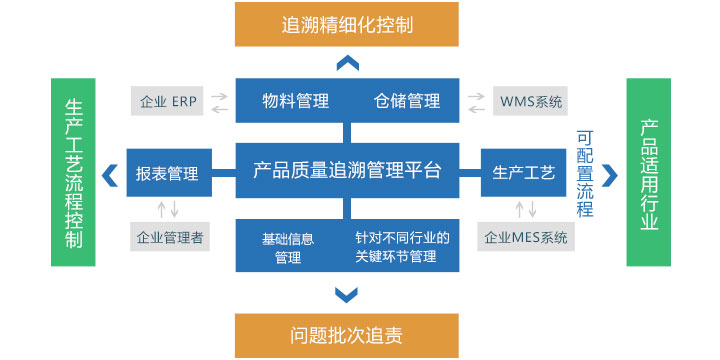 追溯精细化控制
企业 ERP
物料管理
仓储管理
WMS系统
生产工艺流程控制
报表管理
产品质量追溯管理平台
生产工艺
可配置流程
产品适用行业
企业管理者
基础信息
管理
针对不同行业的
关键环节管理
企业MES系统
问题批次追责